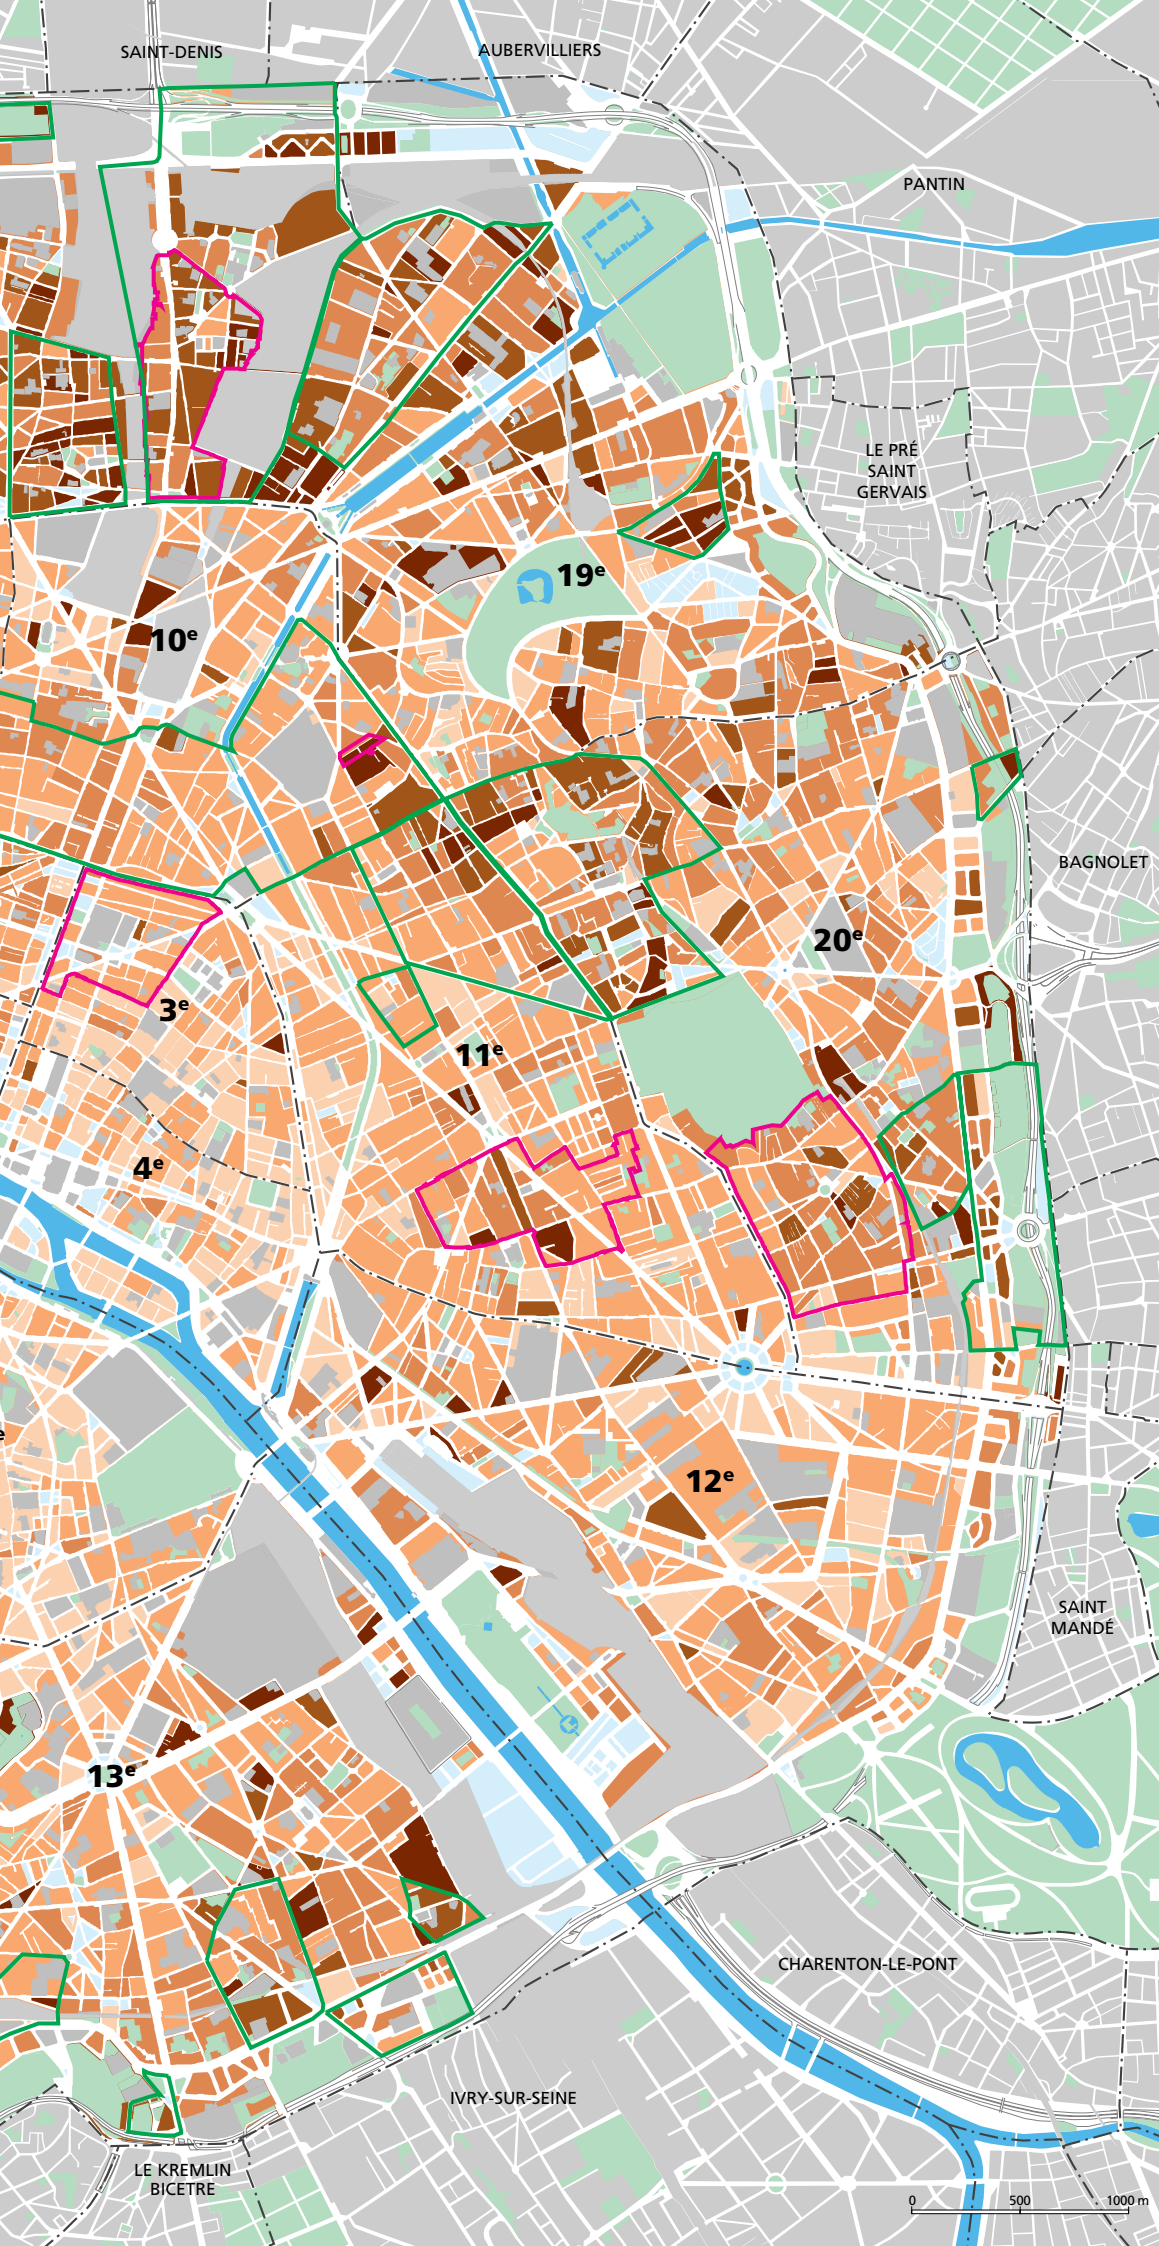 SAINT-DENIS
AUBERVILLIERS
PANTIN
LE PRÉ
SAINT
GERVAIS
19e
10e
BAGNOLET
20e
3e
11e
4e
e
12e
SAINT
MANDÉ
13e
CHARENTON-LE-PONT
IVRY-SUR-SEINE
LE KREMLIN
BICETRE
0 500 1000 m